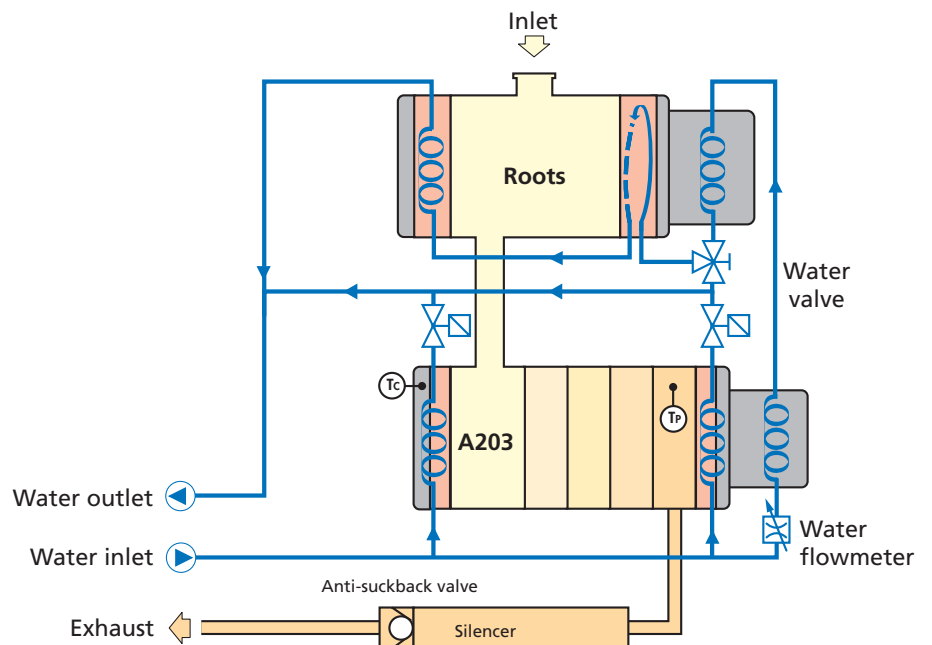 Inlet
Roots
Water
valve
Tc
TP
A203
Water outlet
Water inlet
Water
flowmeter
Anti-suckback valve
Exhaust
Silencer